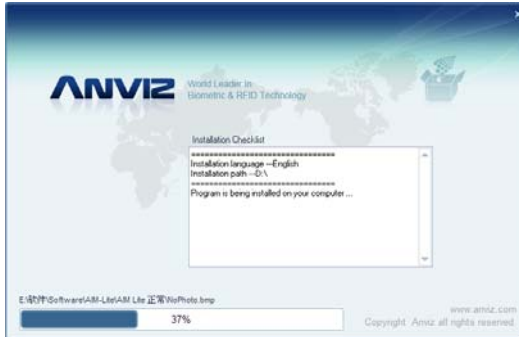 ANVIZ
World Leader In
Biometric & RFID Technology
Installation Checklist
================================
Installation language ---English
Installation path ---D:\
================================
Program is being installed on your computer ...
E:\软件\Software\AIM-Lite\AIM Lite 正常\NoPhoto.bmp
37%
www.anviz.com
Copyright Anviz all rights reserved